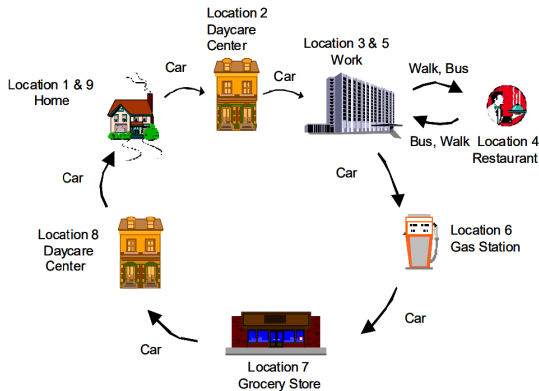 Location 1 & 9
Home
Car
Location 2
Daycare
Center
Car
Location 3 & 5
Work
Walk, Bus
Bus, Walk
Location 4
Restaurant
Car
Location 6
Gas Station
Car
Location 7
Grocery Store
Car
Location 8
Daycare
Center
Car